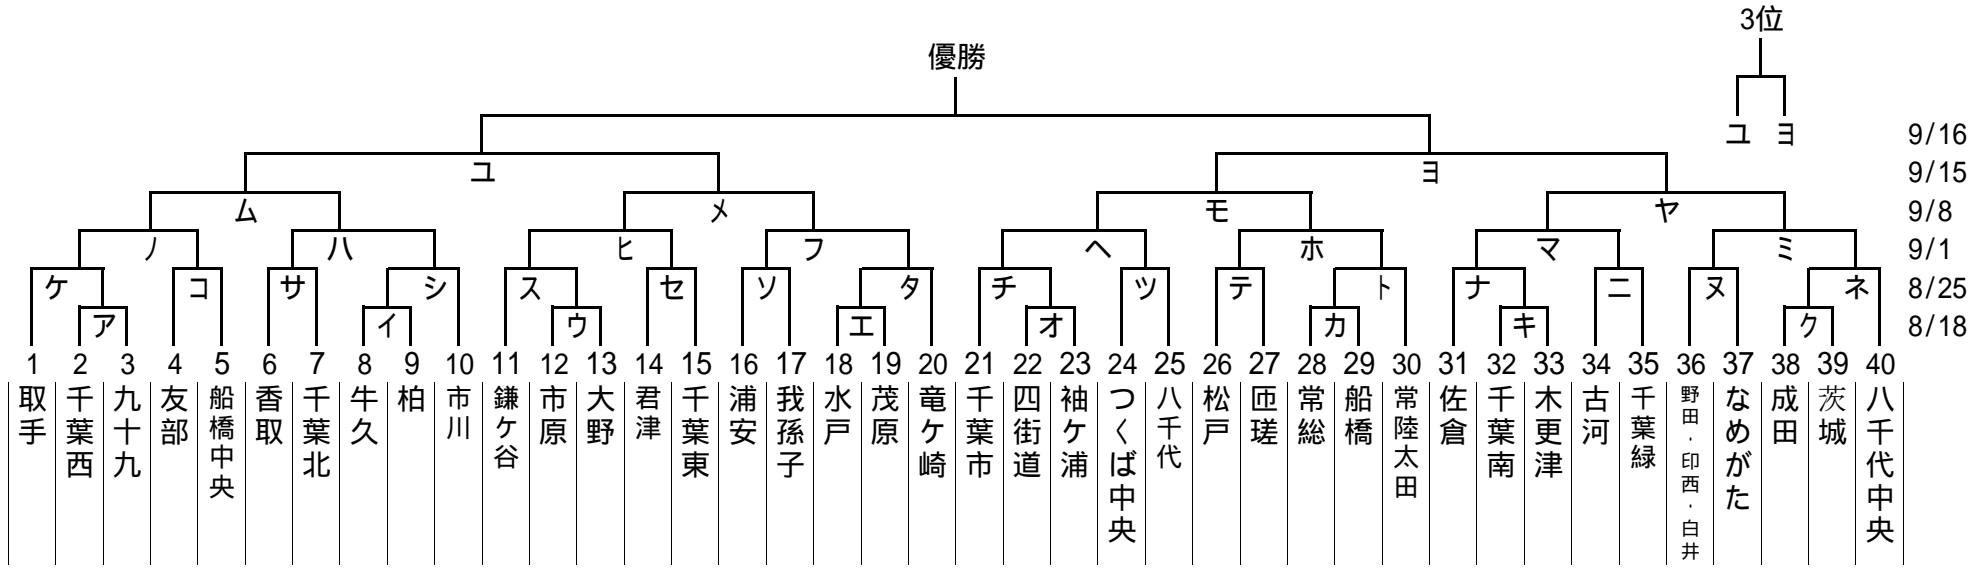 3位
優勝
ユ ヨ 9/16
ユ ヨ 9/15
ム メ モ ヤ 9/8
ノ ハ ヒ フ ヘ ホ マ ミ 9/1
ケ コ サ シ ス セ ソ タ チ ツ テ ト ナ ニ ヌ ネ 8/25
ア イ ウ エ オ カ キ ク 8/18
1 2 3 4 5 6 7 8 9 10 11 12 13 14 15 16 17 18 19 20 21 22 23 24 25 26 27 28 29 30 31 32 33 34 35 36 37 38 39 40
取手
千葉西
九十九
友部
船橋中央
香取
千葉北
牛久
柏
市川
鎌ケ谷
市原
大野
君津
千葉東
浦安
我孫子
水戸
茂原
竜ケ崎
千葉市
四街道
袖ケ浦
つくば中央
八千代
松戸
匝瑳
常総
船橋
常陸太田
佐倉
千葉南
木更津
古河
千葉緑
野田・印西・白井
なめがた
成田
茨城
八千代中央